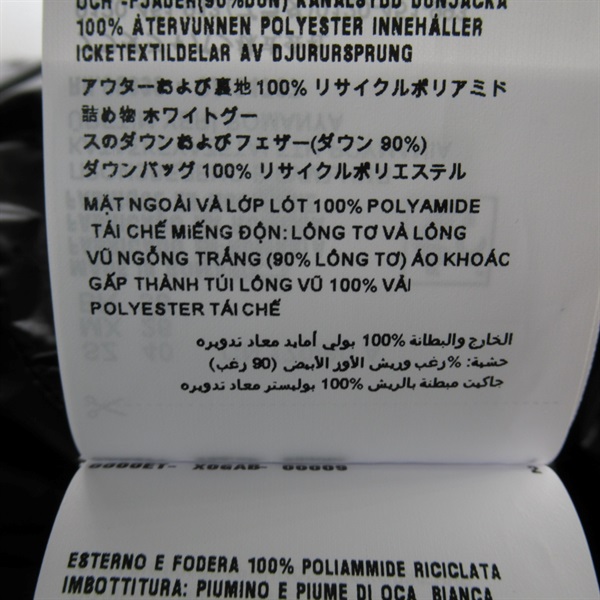 OCH -FJÄDER(90%DUN) KANALSYDD DUNJACKA
100% ÅTERVUNNEN POLYESTER INNEHÅLLER
ICKETEXTILDELAR AV DJURURSPRUNG
アウターおよび裏地 100% リサイクルポリアミド
詰め物 ホワイトグー
スのダウンおよびフェザー(ダウン 90%)
ダウンバッグ 100% リサイクルポリエステル
MẶT NGOÀI VÀ LỚP LÓT 100% POLYAMIDE
TÁI CHẾ MIẾNG ĐỘN: LÔNG TƠ VÀ LÔNG
VŨ NGỖNG TRẮNG (90% LÔNG TƠ) ÁO KHOÁC
GẤP THÀNH TÚI LÔNG VŨ 100% VẢI
POLYESTER TÁI CHẾ
الخارج والبطانة 100% بولي أمايد معاد تدويره
حشية: %رغب وريش الأوز الأبيض (90 رغب)
جاكيت مبطنة بالريش 100% بوليستر معاد تدويره
ESTERNO E FODERA 100% POLIAMMIDE RICICLATA
IMBOTTITURA: PIUMINO E PIUME DI OCA BIANCA